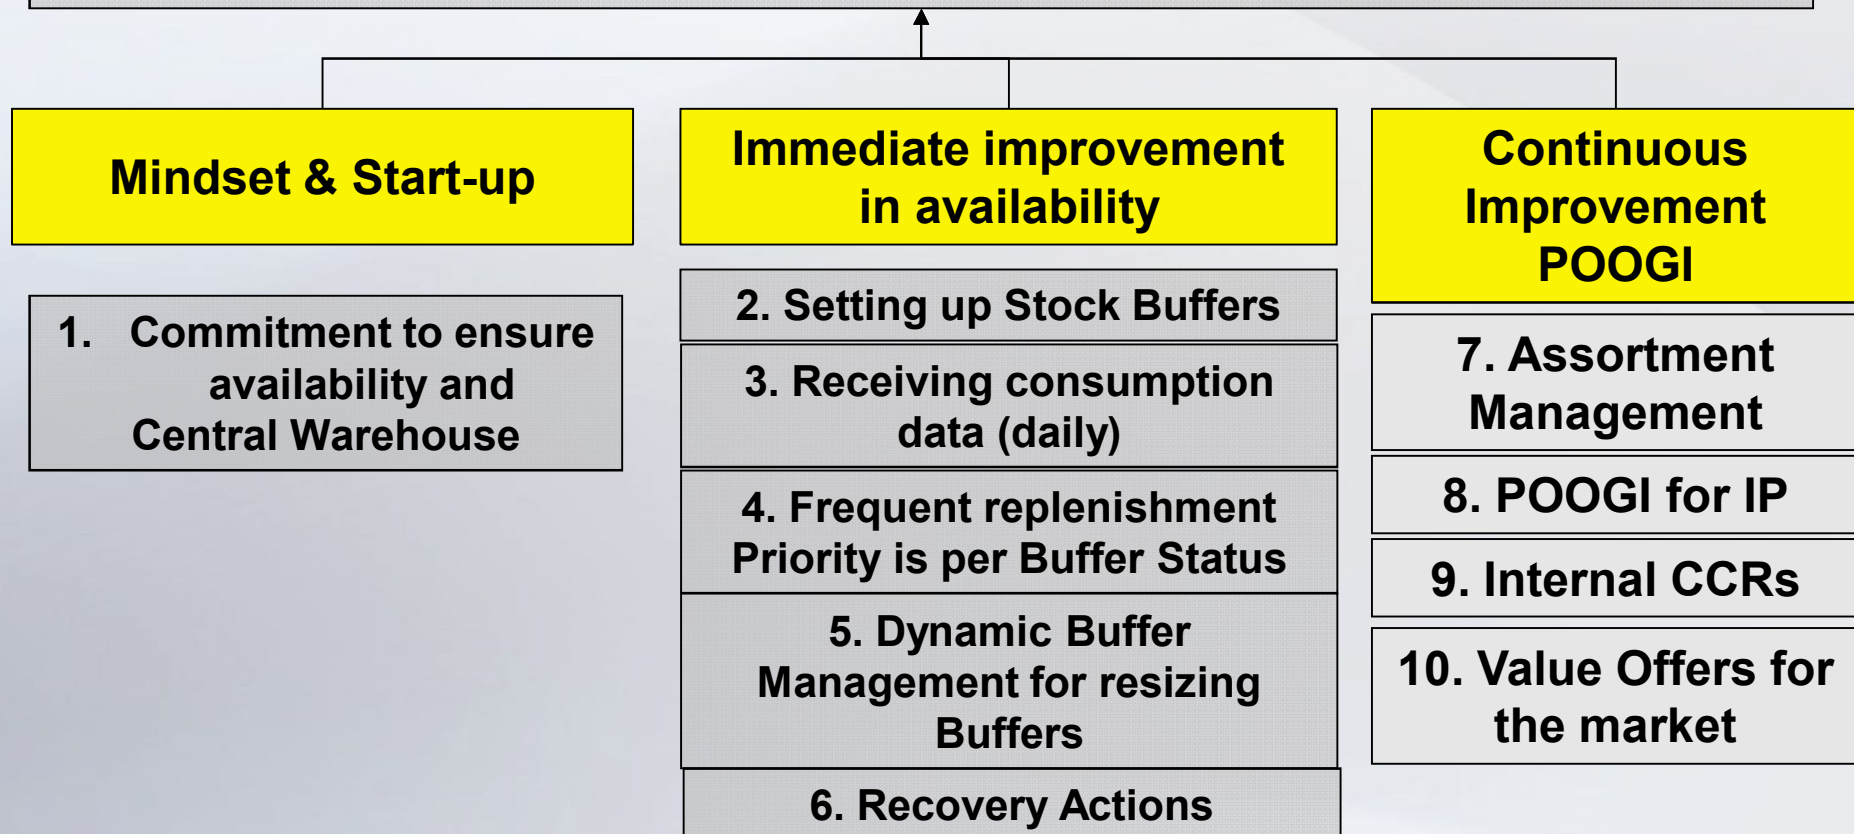 Mindset & Start-up
1. Commitment to ensure
availability and
Central Warehouse
Immediate improvement
in availability
2. Setting up Stock Buffers
3. Receiving consumption
data (daily)
4. Frequent replenishment
Priority is per Buffer Status
5. Dynamic Buffer
Management for resizing
Buffers
6. Recovery Actions
Continuous
Improvement
POOGI
7. Assortment
Management
8. POOGI for IP
9. Internal CCRs
10. Value Offers for
the market